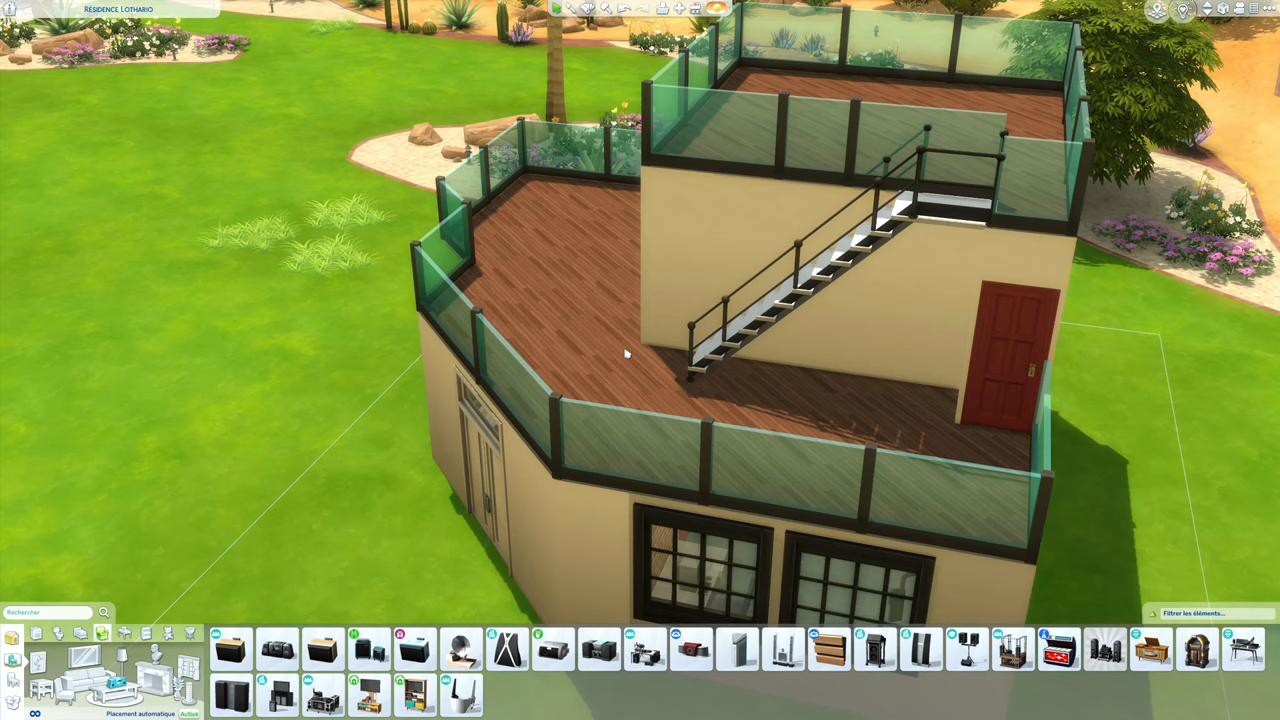 RÉSIDENCE LOTHARIO
Rechercher
Filtrer les éléments...
Placement automatique Activé